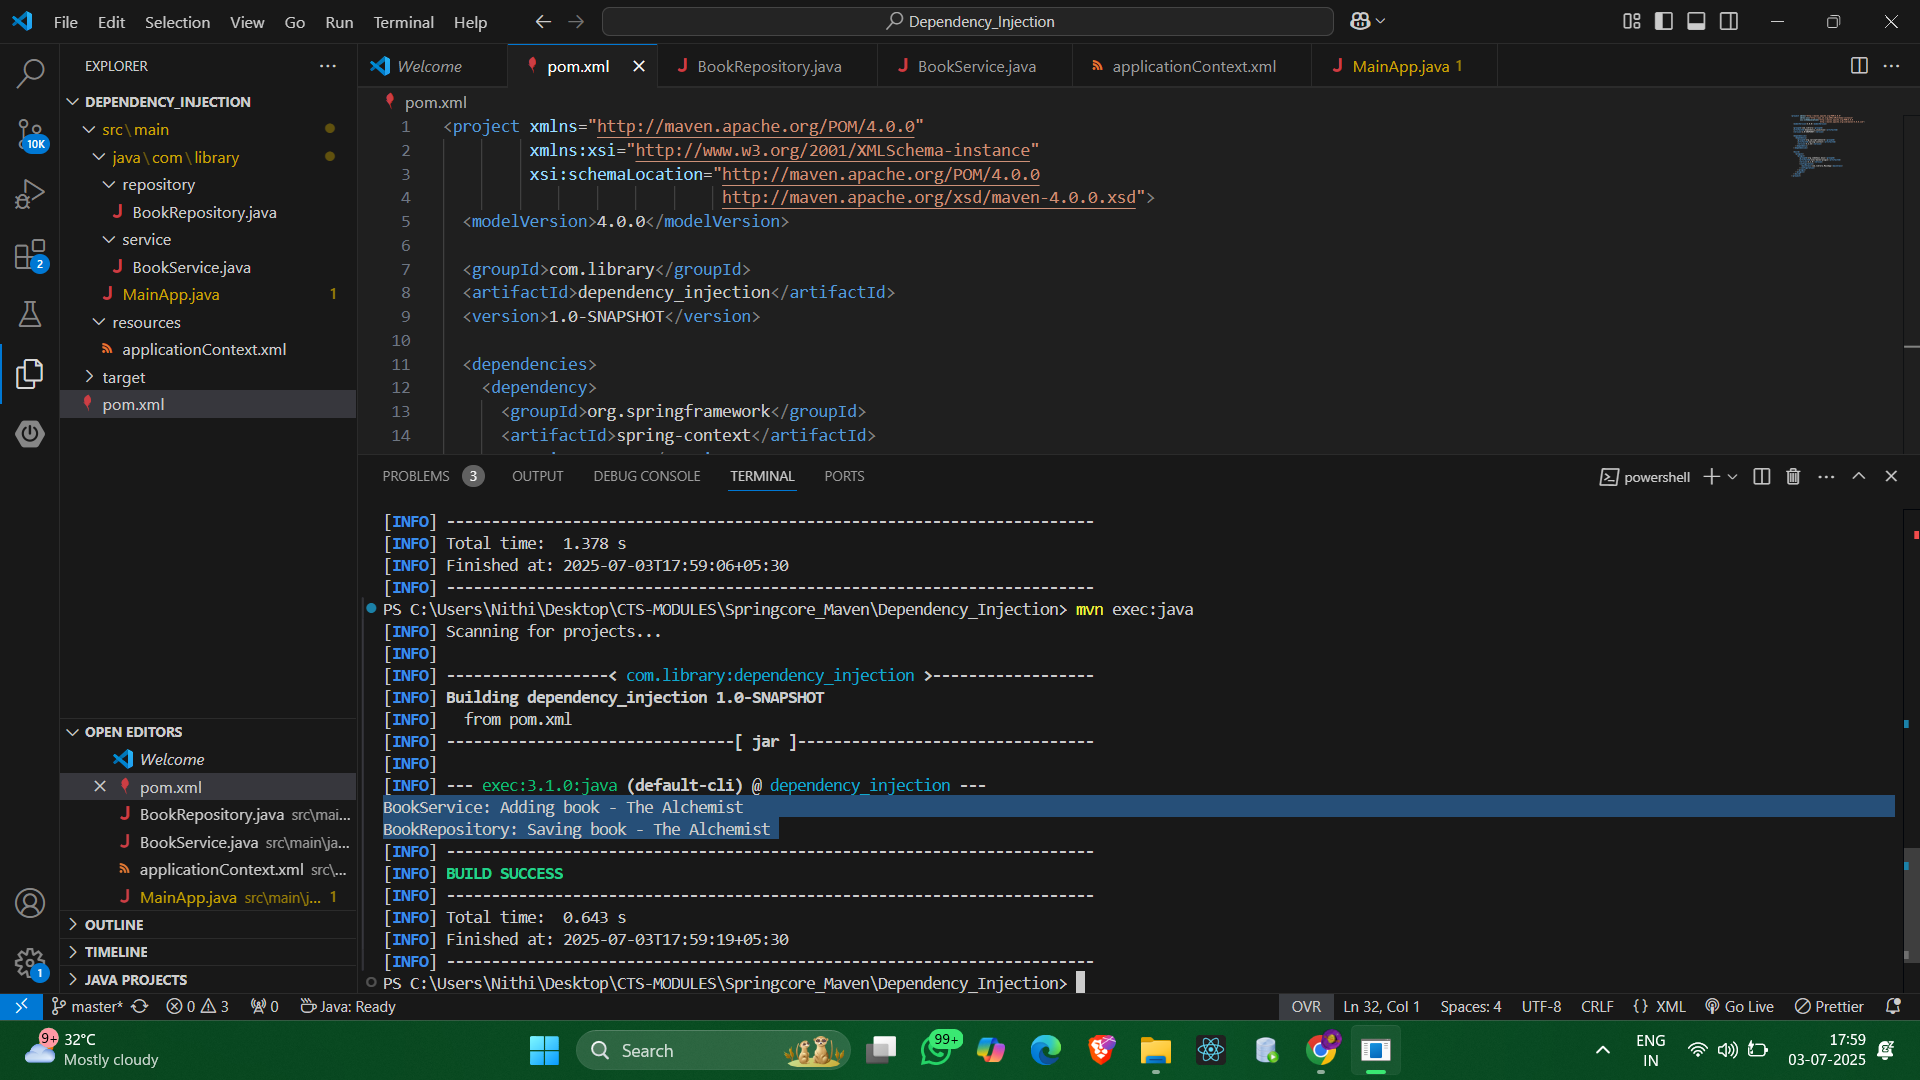 File Edit Selection View Go Run Terminal Help
Dependency_Injection
EXPLORER
DEPENDENCY_INJECTION
src\main
java\com\library
repository
BookRepository.java
service
BookService.java
MainApp.java 1
resources
applicationContext.xml
target
pom.xml
OPEN EDITORS
Welcome
pom.xml
BookRepository.java src\mai...
BookService.java src\main\ja...
applicationContext.xml src\...
MainApp.java src\main\j... 1
OUTLINE
TIMELINE
JAVA PROJECTS
10K
2
1
Welcome pom.xml BookRepository.java BookService.java applicationContext.xml MainApp.java 1
pom.xml
1 <project xmlns="http://maven.apache.org/POM/4.0.0"
2 xmlns:xsi="http://www.w3.org/2001/XMLSchema-instance"
3 xsi:schemaLocation="http://maven.apache.org/POM/4.0.0
4 http://maven.apache.org/xsd/maven-4.0.0.xsd">
5 <modelVersion>4.0.0</modelVersion>
6
7 <groupId>com.library</groupId>
8 <artifactId>dependency_injection</artifactId>
9 <version>1.0-SNAPSHOT</version>
10
11 <dependencies>
12 <dependency>
13 <groupId>org.springframework</groupId>
14 <artifactId>spring-context</artifactId>
PROBLEMS 3 OUTPUT DEBUG CONSOLE TERMINAL PORTS
powershell
[INFO] ------------------------------------------------------------------------
[INFO] Total time:  1.378 s
[INFO] Finished at: 2025-07-03T17:59:06+05:30
[INFO] ------------------------------------------------------------------------
PS C:\Users\Nithi\Desktop\CTS-MODULES\Springcore_Maven\Dependency_Injection> mvn exec:java
[INFO] Scanning for projects...
[INFO]
[INFO] ------------------< com.library:dependency_injection >------------------
[INFO] Building dependency_injection 1.0-SNAPSHOT
[INFO]   from pom.xml
[INFO] --------------------------------[ jar ]---------------------------------
[INFO]
[INFO] --- exec:3.1.0:java (default-cli) @ dependency_injection ---
BookService: Adding book - The Alchemist
BookRepository: Saving book - The Alchemist
[INFO] ------------------------------------------------------------------------
[INFO] BUILD SUCCESS
[INFO] ------------------------------------------------------------------------
[INFO] Total time:  0.643 s
[INFO] Finished at: 2025-07-03T17:59:19+05:30
[INFO] ------------------------------------------------------------------------
PS C:\Users\Nithi\Desktop\CTS-MODULES\Springcore_Maven\Dependency_Injection>
master* 0 3 0 Java: Ready OVR Ln 32, Col 1 Spaces: 4 UTF-8 CRLF {} XML Go Live Prettier
9+
32°C
Mostly cloudy
Search
99+
ENG
IN
17:59
03-07-2025